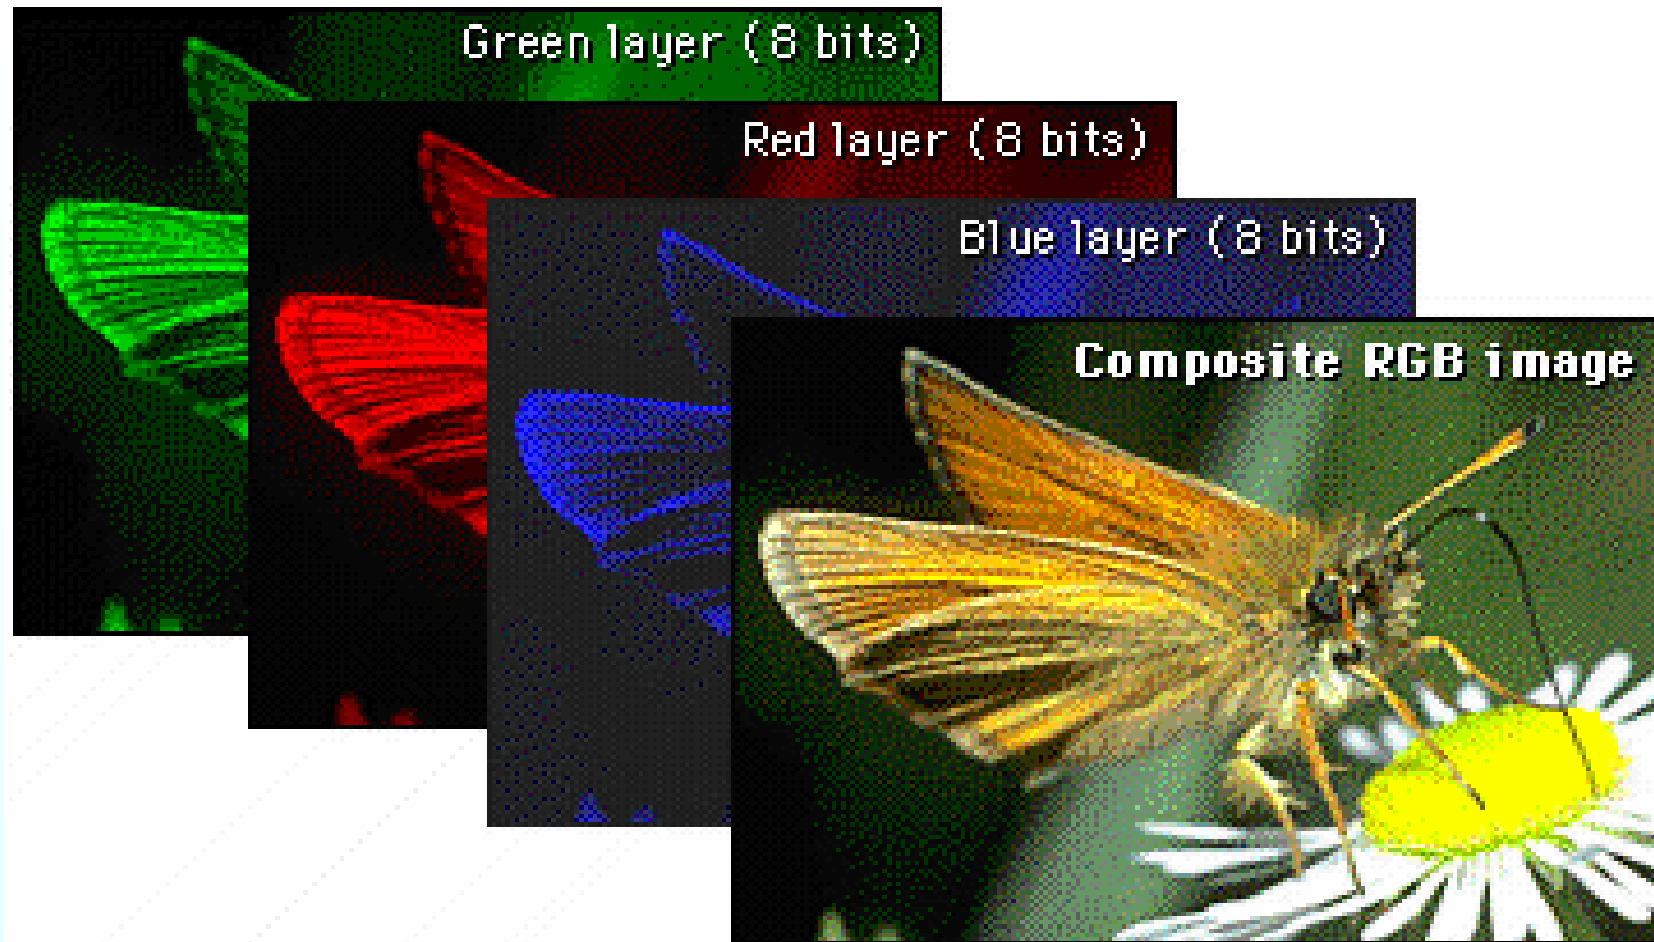 Green layer (8 bits)
Red layer (8 bits)
Blue layer (8 bits)
Composite RGB image